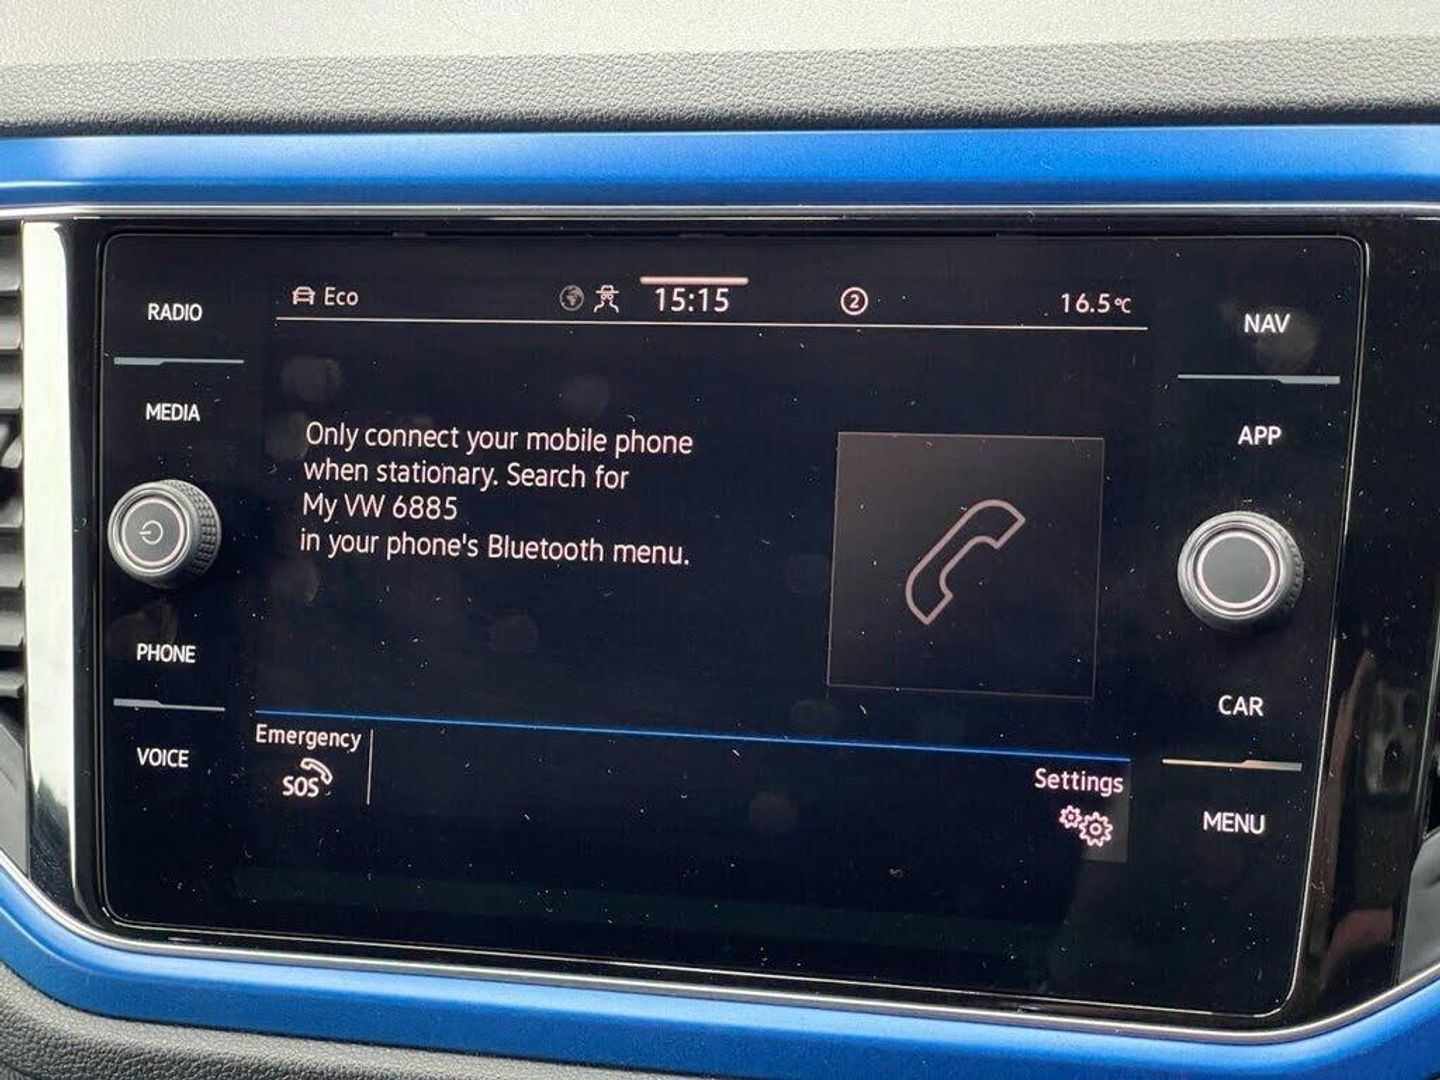 RADIO
Eco
15:15
2
16.5°C
NAV
MEDIA
APP
Only connect your mobile phone
when stationary. Search for
My VW 6885
in your phone's Bluetooth menu.
PHONE
CAR
VOICE
Emergency
SOS
Settings
MENU